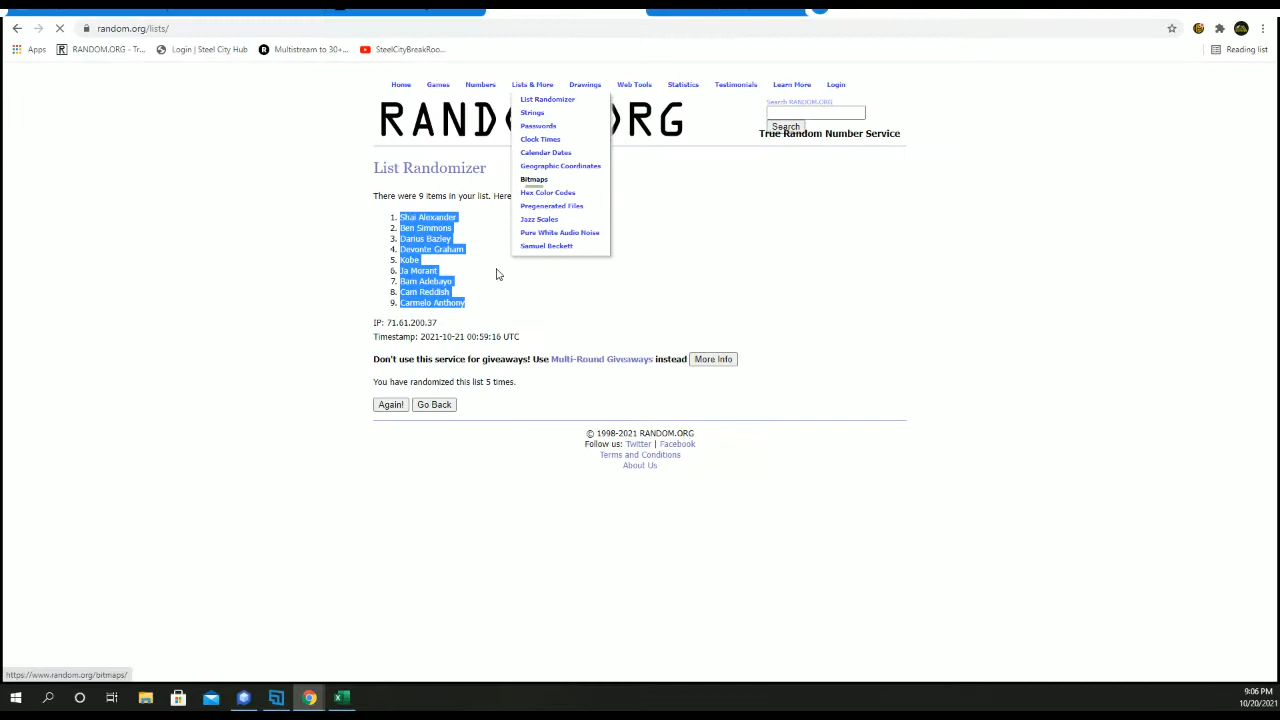 random.org/lists/
Apps
RANDOM.ORG - Tr...
Login | Steel City Hub
Multistream to 30+...
SteelCityBreakRoo...
Reading list
Home
Games
Numbers
Lists & More
Drawings
Web Tools
Statistics
Testimonials
Learn More
Login
List Randomizer
Strings
Passwords
Clock Times
Calendar Dates
Geographic Coordinates
Bitmaps
Hex Color Codes
Pregenerated Files
Jazz Scales
Pure White Audio Noise
Samuel Beckett
Search RANDOM.ORG
Search
True Random Number Service
List Randomizer
There were 9 items in your list. Here
1. Shai Alexander
2. Ben Simmons
3. Darius Bazley
4. Devonte Graham
5. Kobe
6. Ja Morant
7. Bam Adebayo
8. Cam Reddish
9. Carmelo Anthony
IP: 71.61.200.37
Timestamp: 2021-10-21 00:59:16 UTC
Don't use this service for giveaways! Use Multi-Round Giveaways instead More Info
You have randomized this list 5 times.
Again! Go Back
© 1998-2021 RANDOM.ORG
Follow us: Twitter | Facebook
Terms and Conditions
About Us
https://www.random.org/bitmaps/
9:06 PM
10/20/2021